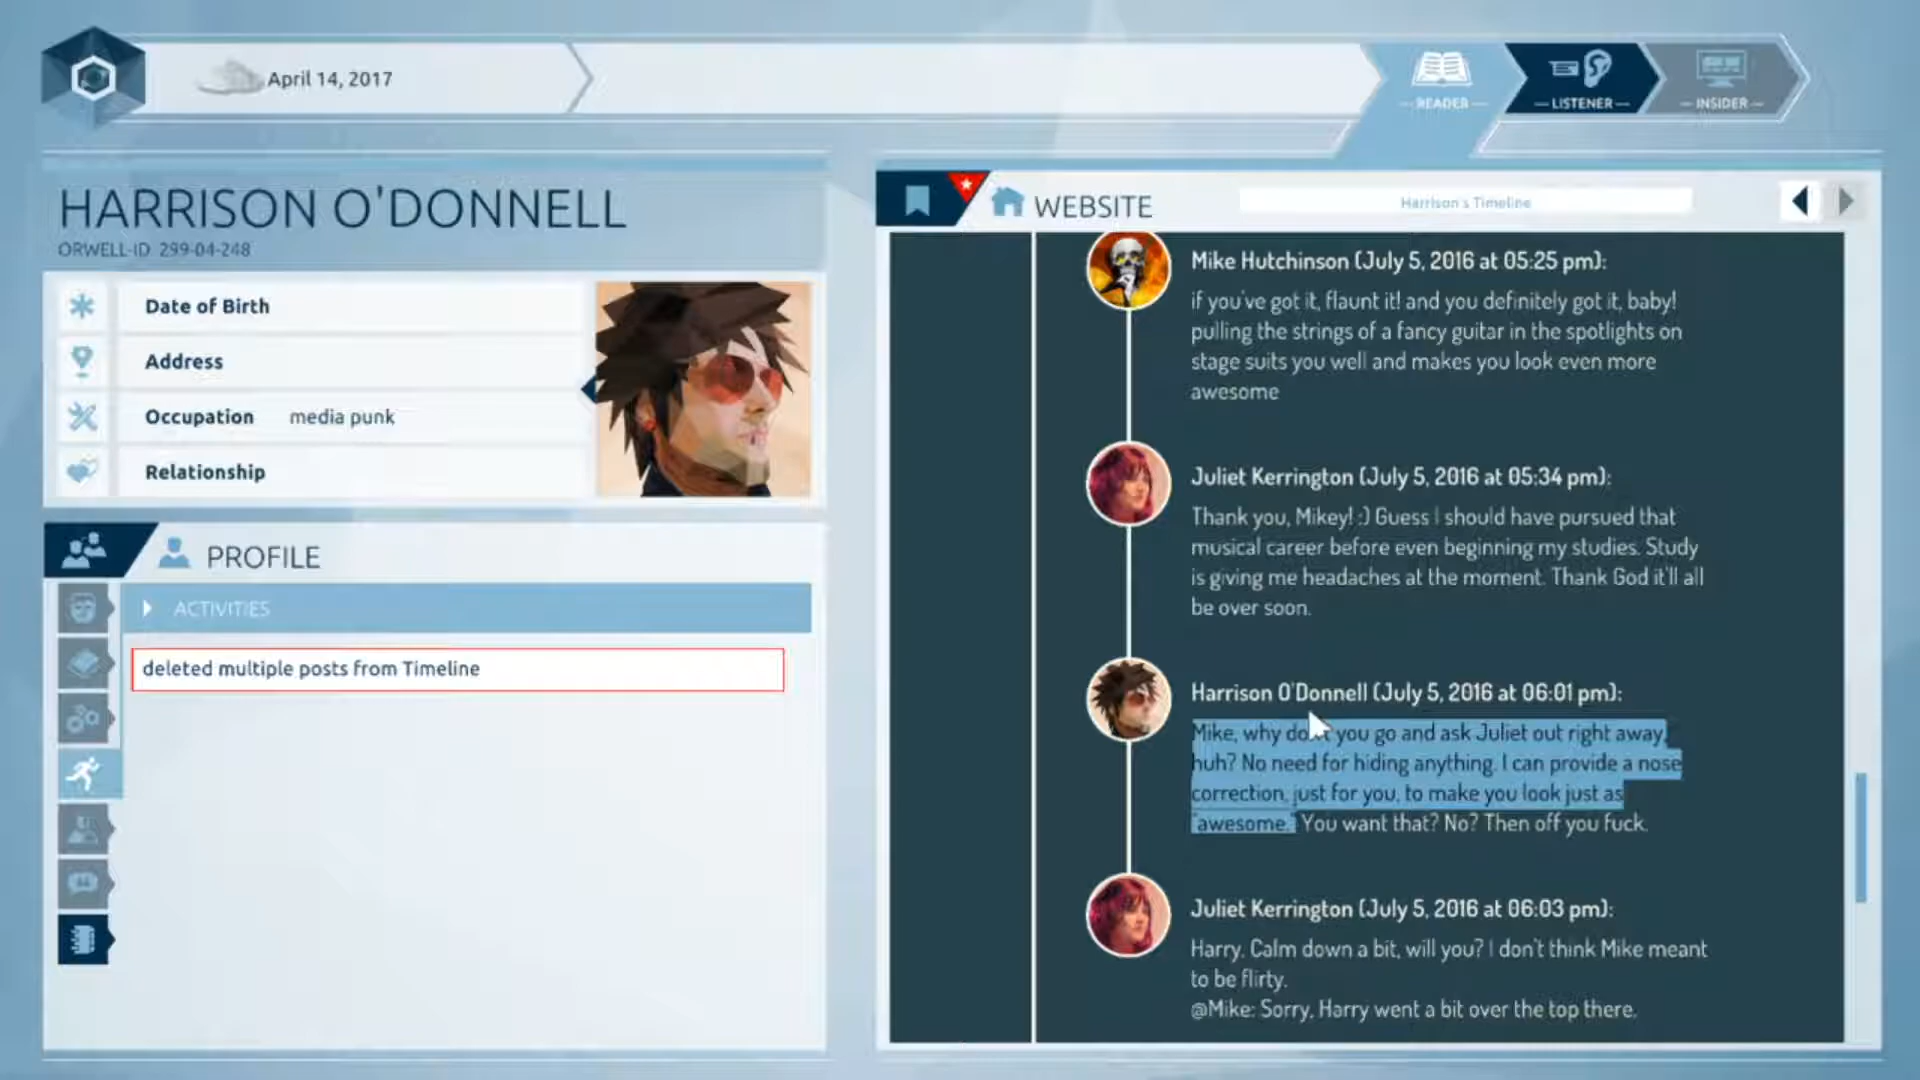 April 14, 2017
READER
LISTENER
INSIDER
HARRISON O'DONNELL
ORWELL-ID 299-04-248
Date of Birth
Address
Occupation media punk
Relationship
PROFILE
ACTIVITIES
deleted multiple posts from Timeline
WEBSITE
Harrison's Timeline
Mike Hutchinson (July 5, 2016 at 05:25 pm):
if you've got it, flaunt it! and you definitely got it, baby!
pulling the strings of a fancy guitar in the spotlights on
stage suits you well and makes you look even more
awesome
Juliet Kerrington (July 5, 2016 at 05:34 pm):
Thank you, Mikey! :) Guess I should have pursued that
musical career before even beginning my studies. Study
is giving me headaches at the moment. Thank God it'll all
be over soon.
Harrison O'Donnell (July 5, 2016 at 06:01 pm):
Mike, why don't you go and ask Juliet out right away,
huh? No need for hiding anything. I can provide a nose
correction, just for you, to make you look just as
"awesome." You want that? No? Then off you fuck.
Juliet Kerrington (July 5, 2016 at 06:03 pm):
Harry. Calm down a bit, will you? I don't think Mike meant
to be flirty.
@Mike: Sorry, Harry went a bit over the top there.